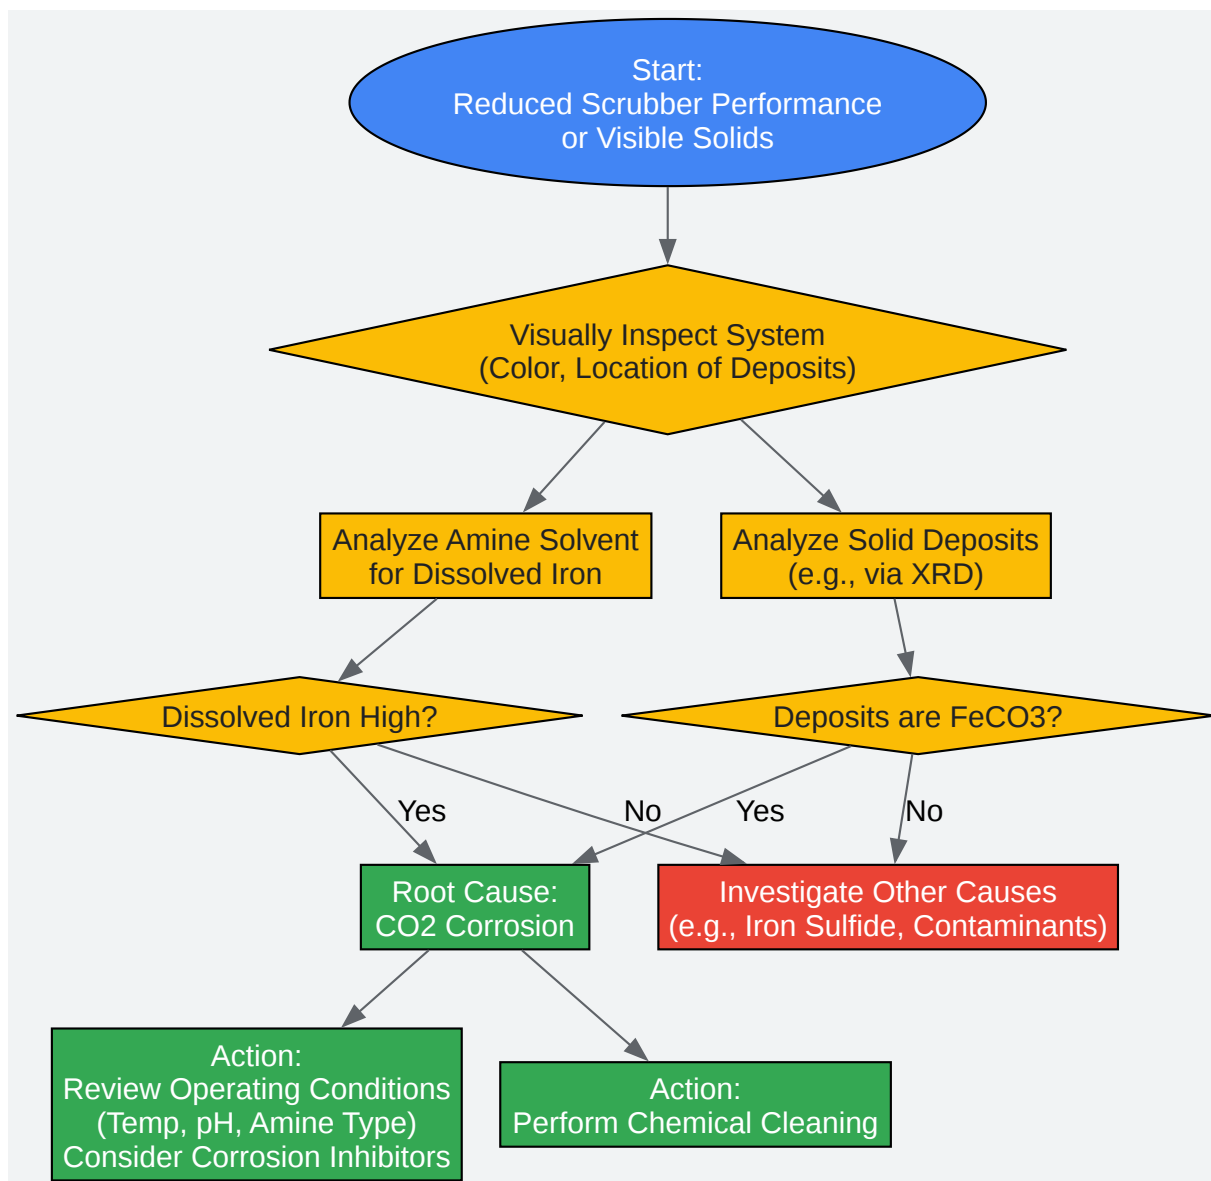 Start:
Reduced Scrubber Performance
or Visible Solids
Visually Inspect System
(Color, Location of Deposits)
Analyze Amine Solvent
for Dissolved Iron
Analyze Solid Deposits
(e.g., via XRD)
Dissolved Iron High?
Deposits are FeCO3?
Yes
No
Yes
No
Root Cause:
CO2 Corrosion
Investigate Other Causes
(e.g., Iron Sulfide, Contaminants)
Action:
Review Operating Conditions
(Temp, pH, Amine Type)
Consider Corrosion Inhibitors
Action:
Perform Chemical Cleaning